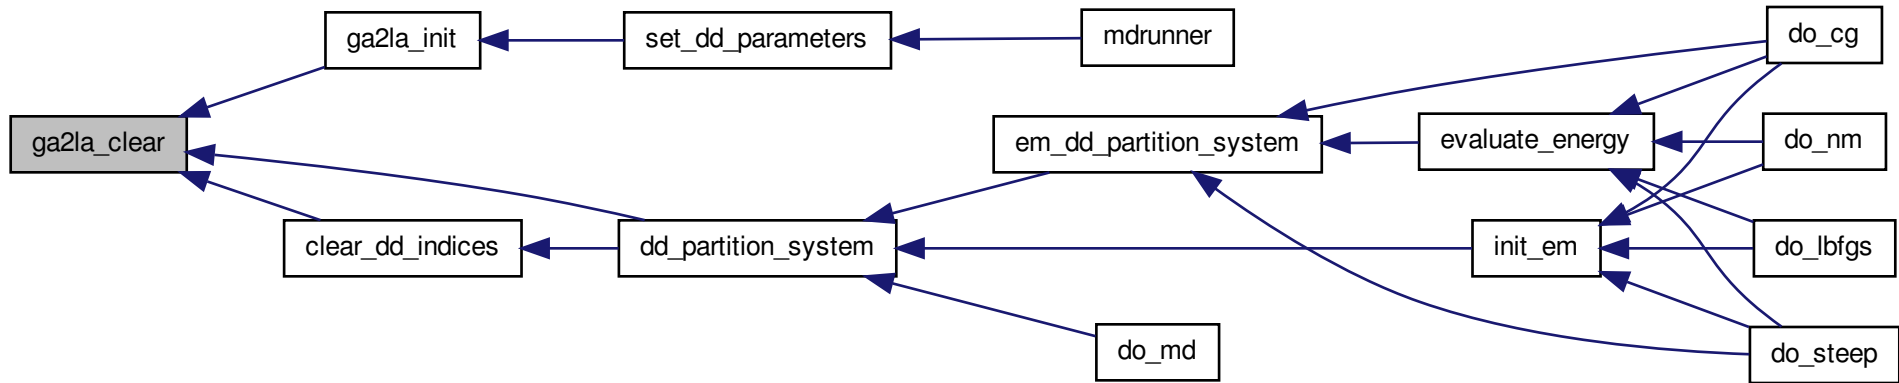 ga2la_clear
ga2la_init
set_dd_parameters
mdrunner
clear_dd_indices
dd_partition_system
em_dd_partition_system
evaluate_energy
init_em
do_md
do_cg
do_nm
do_lbfgs
do_steep